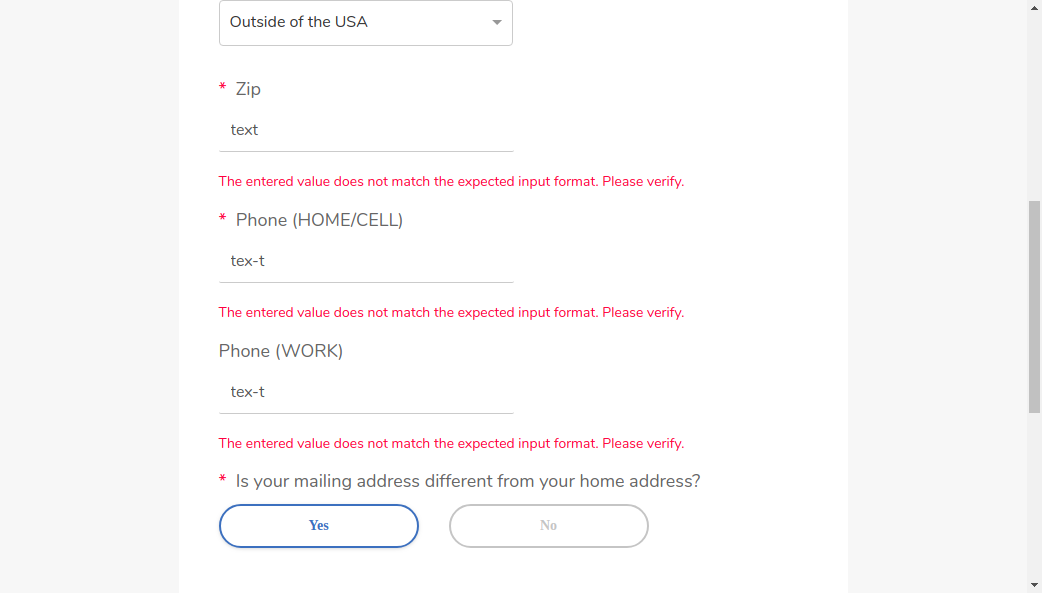 Outside of the USA
* Zip
text
The entered value does not match the expected input format. Please verify.
* Phone (HOME/CELL)
tex-t
The entered value does not match the expected input format. Please verify.
Phone (WORK)
tex-t
The entered value does not match the expected input format. Please verify.
* Is your mailing address different from your home address?
Yes No